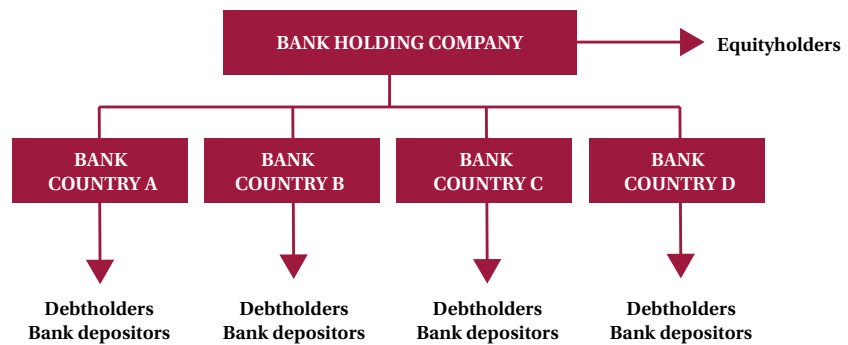 BANK HOLDING COMPANY
Equityholders
BANK
COUNTRY A
BANK
COUNTRY B
BANK
COUNTRY C
BANK
COUNTRY D
Debtholders
Bank depositors
Debtholders
Bank depositors
Debtholders
Bank depositors
Debtholders
Bank depositors